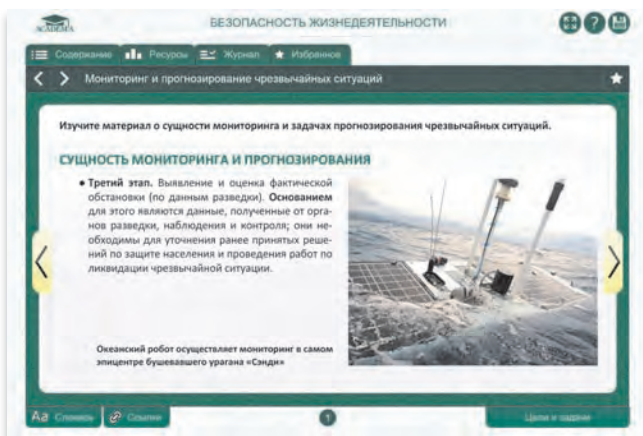 ACADEMA
БЕЗОПАСНОСТЬ ЖИЗНЕДЕЯТЕЛЬНОСТИ
?
Содержание Ресурсы Журнал Избранное
Мониторинг и прогнозирование чрезвычайных ситуаций
Изучите материал о сущности мониторинга и задачах прогнозирования чрезвычайных ситуаций.
СУЩНОСТЬ МОНИТОРИНГА И ПРОГНОЗИРОВАНИЯ
● Третий этап. Выявление и оценка фактической
обстановки (по данным разведки). Основанием
для этого являются данные, полученные от орга-
нов разведки, наблюдения и контроля; они не-
обходимы для уточнения ранее принятых реше-
ний по защите населения и проведения работ по
ликвидации чрезвычайной ситуации.
Океанский робот осуществляет мониторинг в самом
эпицентре бушевавшего урагана «Сэнди»
Аа Словарь Ссылки 1 Цели и задачи